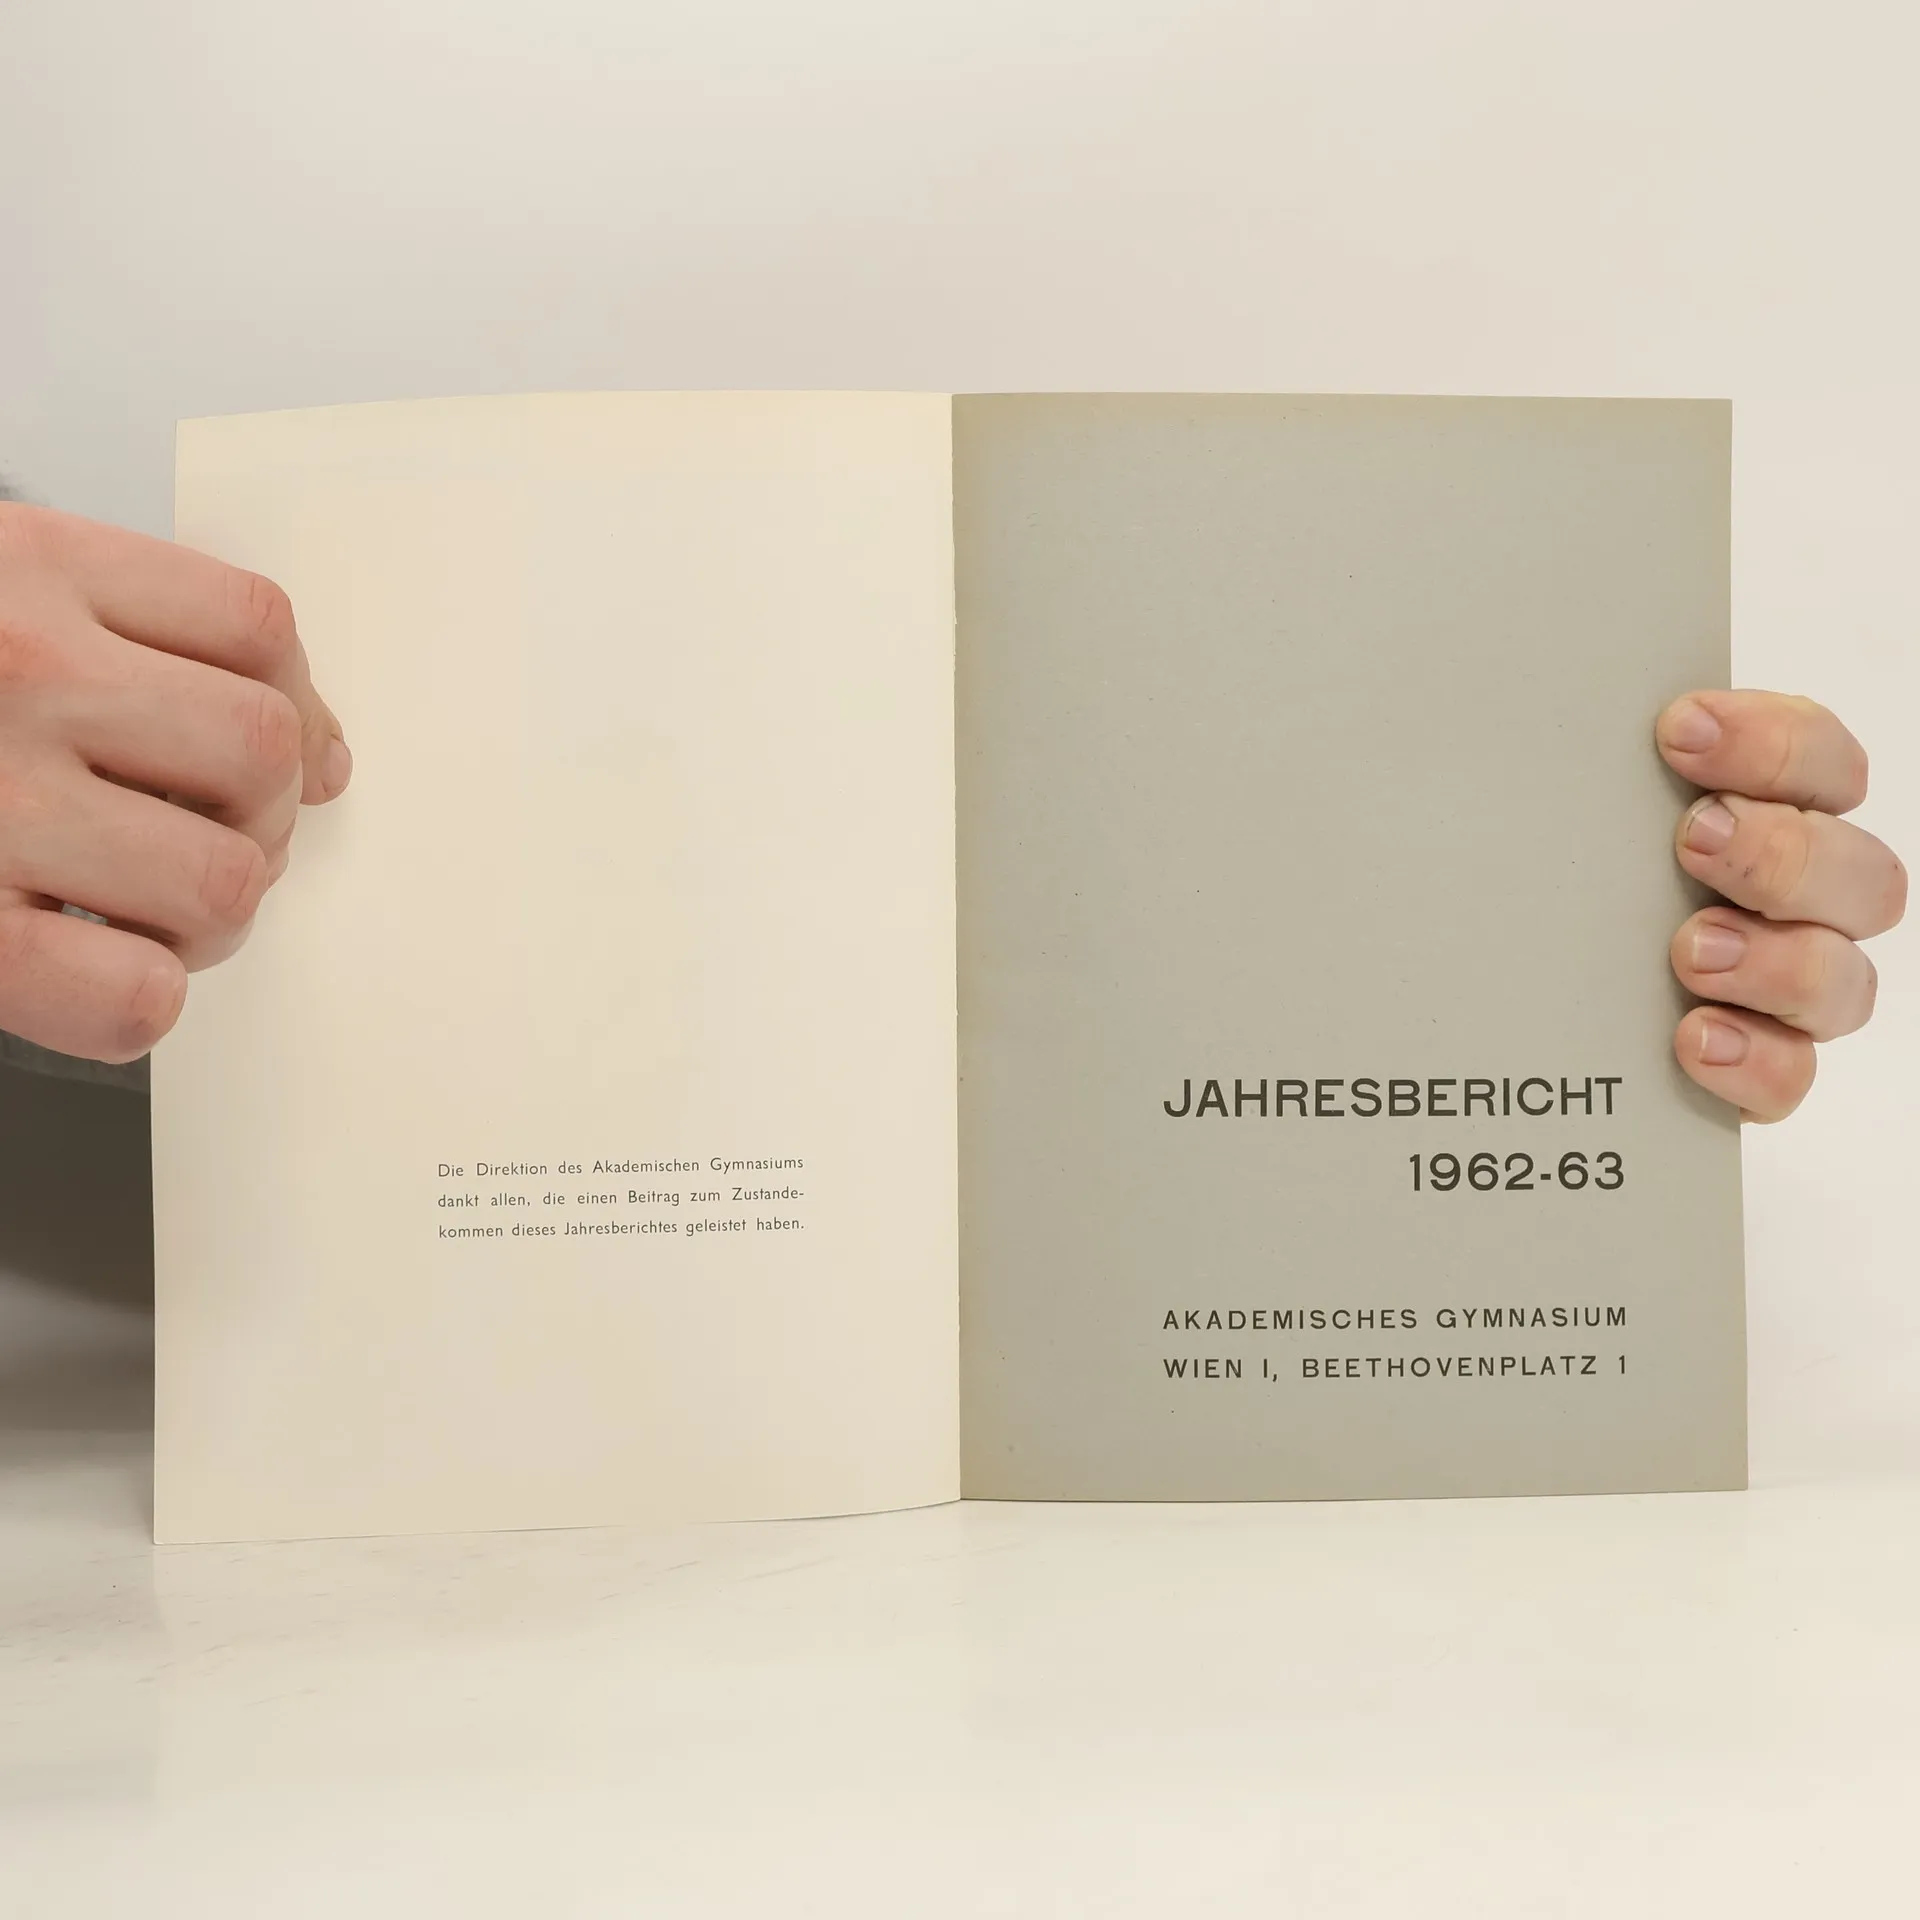 Die Direktion des Akademischen Gymnasiums
dankt allen, die einen Beitrag zum Zustande-
kommen dieses Jahresberichtes geleistet haben.
JAHRESBERICHT
1962-63
AKADEMISCHES GYMNASIUM
WIEN I, BEETHOVENPLATZ 1